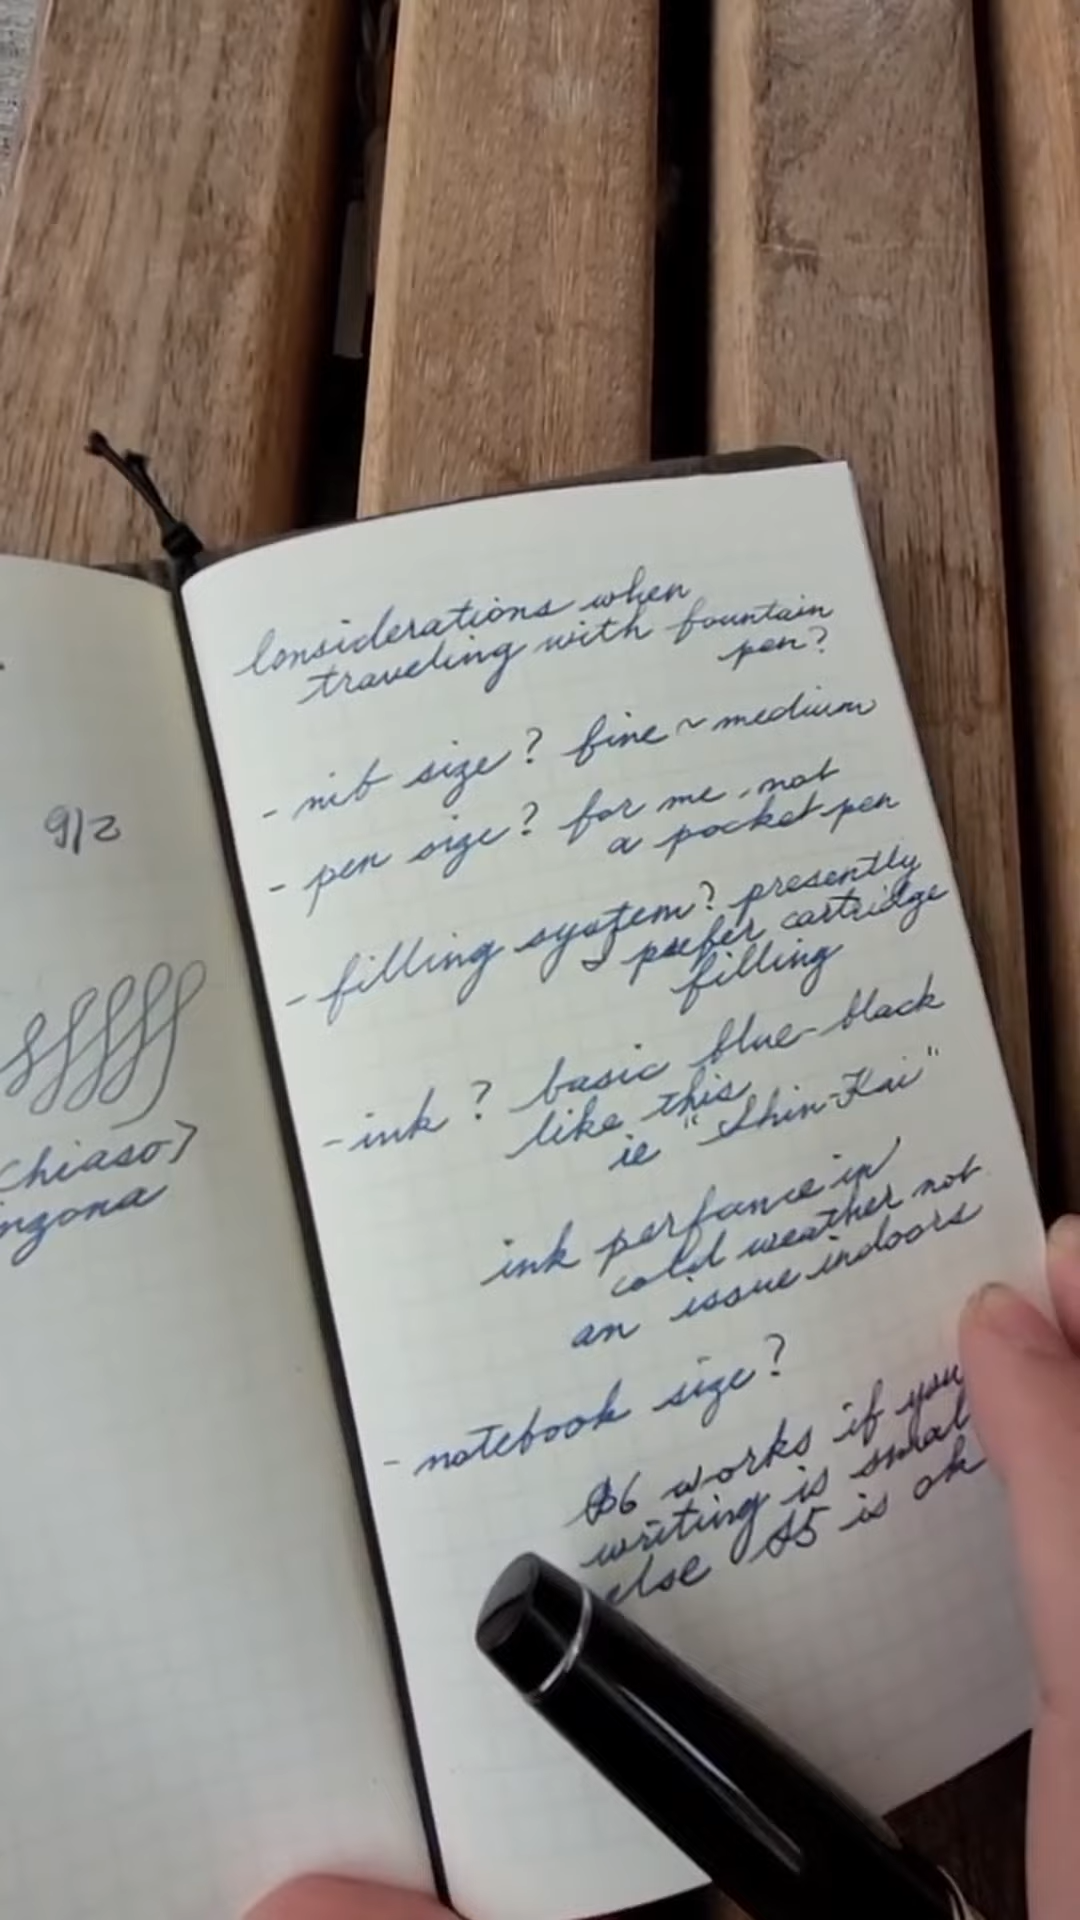 9/2
Chiaso>
ngona
Considerations when
traveling with fountain
pen?
- nib size? fine ~ medium
- pen size? for me, not
a pocket pen
- filling system? presently
I prefer cartridge
filling
- ink ? basic blue-black
like this
ie "Shin-Kai"
ink perfance in
cold weather not
an issue indoors
- notebook size?
B6 works if you
writing is smal
else A5 is ok